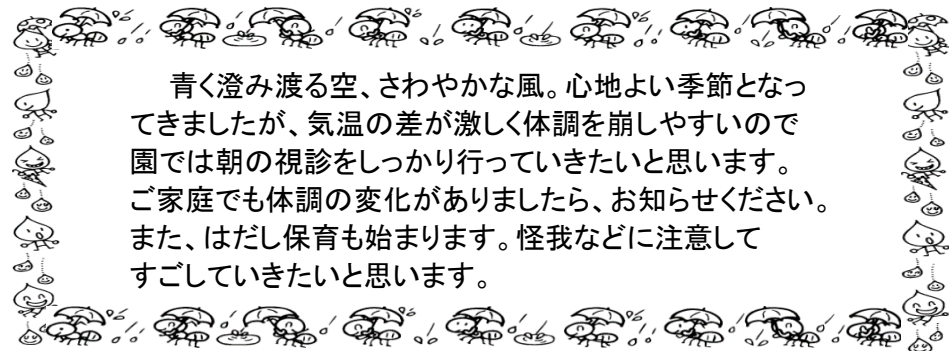 青く澄み渡る空、さわやかな風。心地よい季節となっ
てきましたが、気温の差が激しく体調を崩しやすいので
園では朝の視診をしっかり行っていきたいと思います。
ご家庭でも体調の変化がありましたら、お知らせください。
また、はだし保育も始まります。怪我などに注意して
すごしていきたいと思います。